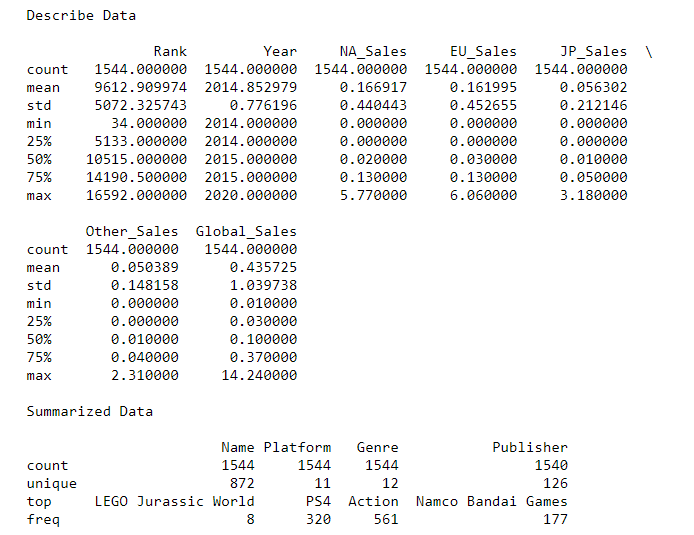 Describe Data
Rank Year NA_Sales EU_Sales JP_Sales \
count 1544.000000 1544.000000 1544.000000 1544.000000 1544.000000
mean 9612.909974 2014.852979 0.166917 0.161995 0.056302
std 5072.325743 0.776196 0.440443 0.452655 0.212146
min 34.000000 2014.000000 0.000000 0.000000 0.000000
25% 5133.000000 2014.000000 0.000000 0.000000 0.000000
50% 10515.000000 2015.000000 0.020000 0.030000 0.010000
75% 14190.500000 2015.000000 0.130000 0.130000 0.050000
max 16592.000000 2020.000000 5.770000 6.060000 3.180000
Other_Sales Global_Sales
count 1544.000000 1544.000000
mean 0.050389 0.435725
std 0.148158 1.039738
min 0.000000 0.010000
25% 0.000000 0.030000
50% 0.010000 0.100000
75% 0.040000 0.370000
max 2.310000 14.240000
Summarized Data
Name Platform Genre Publisher
count 1544 1544 1544 1540
unique 872 11 12 126
top LEGO Jurassic World PS4 Action Namco Bandai Games
freq 8 320 561 177